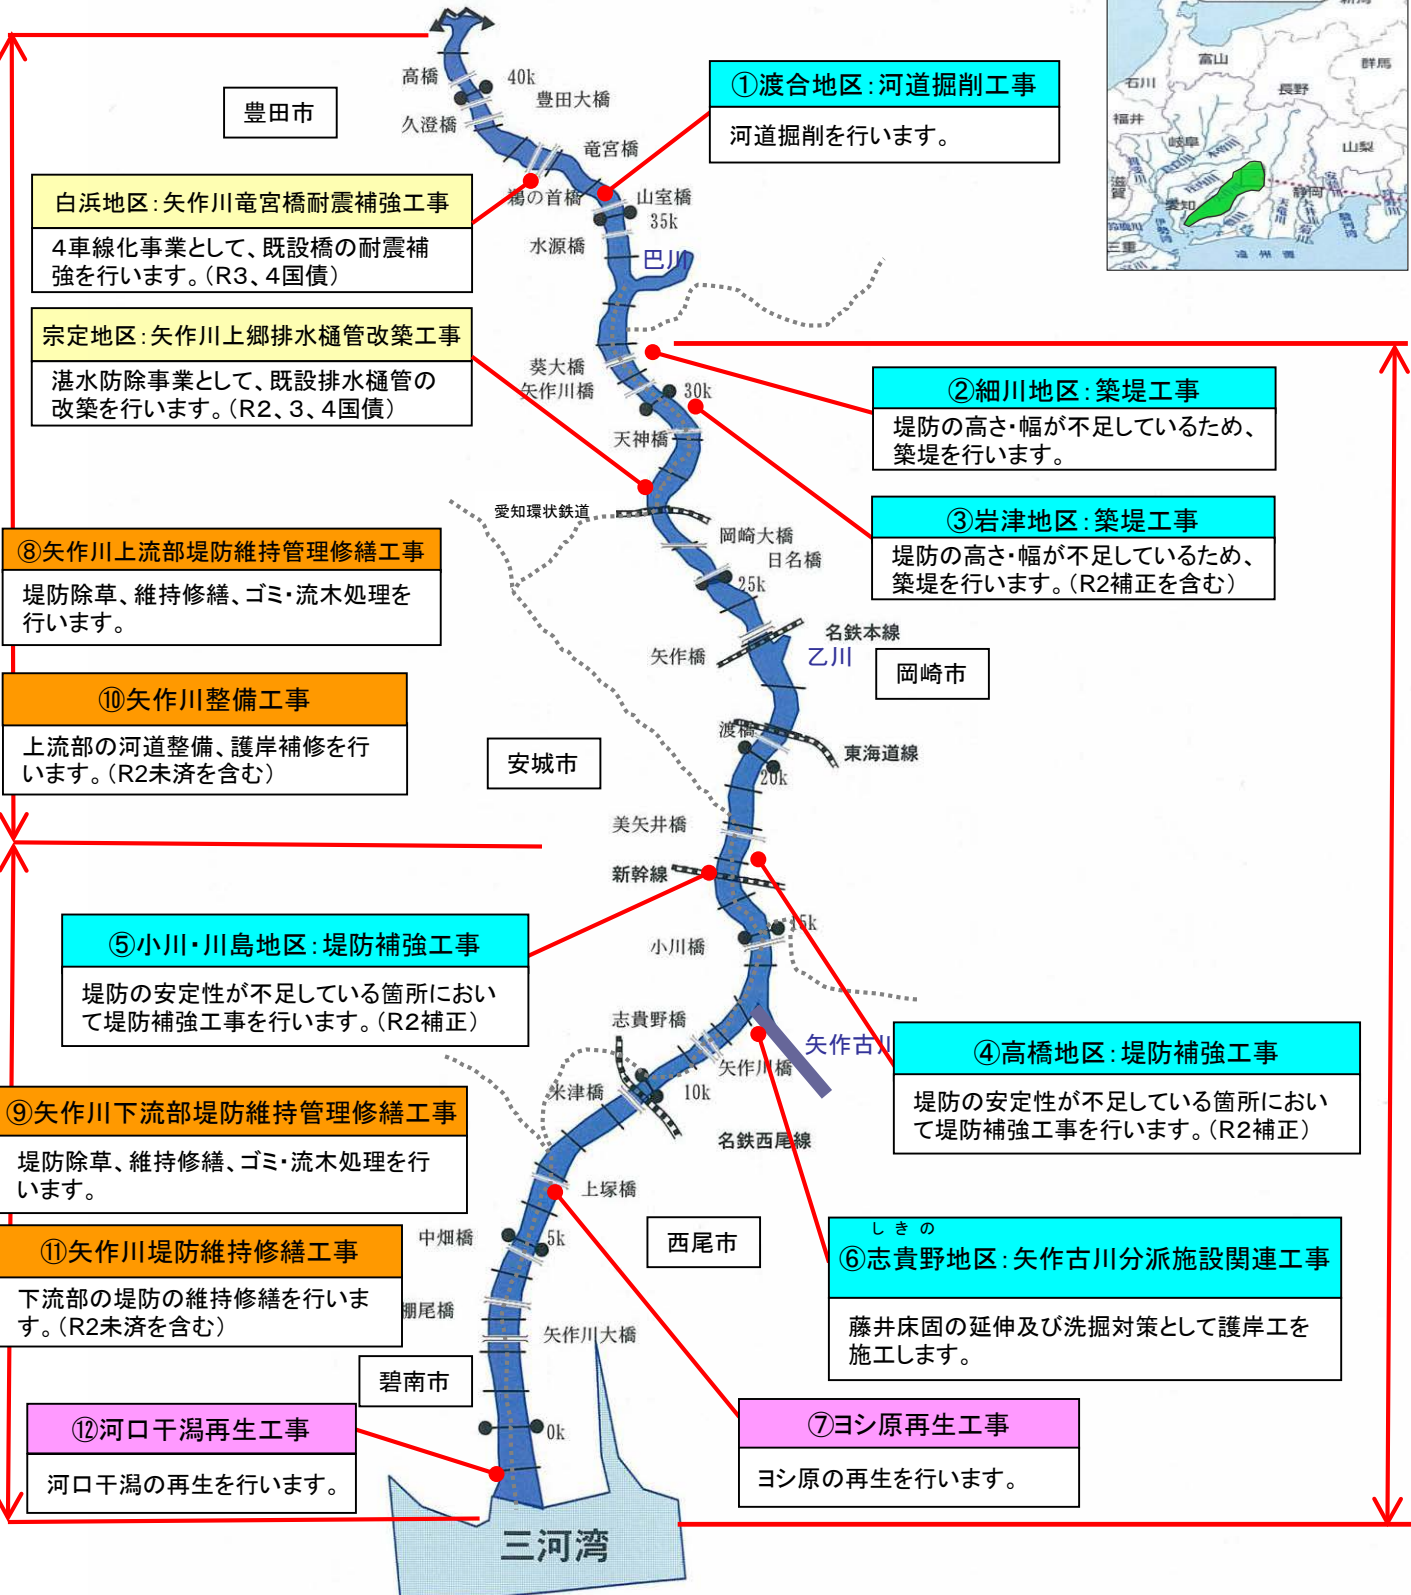 高橋
40k
豊田大橋
久澄橋
豊田市
竜宮橋
鵜の首橋
山室橋
35k
水源橋
巴川
①渡合地区：河道掘削工事
河道掘削を行います。
富山
群馬
石川
長野
福井
岐阜
山梨
滋賀
愛知
静岡
三重
遠州灘
白浜地区：矢作川竜宮橋耐震補強工事
4車線化事業として、既設橋の耐震補
強を行います。（R3、4国債）
宗定地区：矢作川上郷排水樋管改築工事
湛水防除事業として、既設排水樋管の
改築を行います。（R2、3、4国債）
葵大橋
矢作川橋
30k
天神橋
②細川地区：築堤工事
堤防の高さ・幅が不足しているため、
築堤を行います。
③岩津地区：築堤工事
堤防の高さ・幅が不足しているため、
築堤を行います。（R2補正を含む）
愛知環状鉄道
岡崎大橋
日名橋
25k
⑧矢作川上流部堤防維持管理修繕工事
堤防除草、維持修繕、ゴミ・流木処理を
行います。
名鉄本線
矢作橋
乙川
岡崎市
⑩矢作川整備工事
上流部の河道整備、護岸補修を行
います。（R2未済を含む）
渡橋
東海道線
安城市
20k
美矢井橋
新幹線
15k
小川橋
⑤小川・川島地区：堤防補強工事
堤防の安定性が不足している箇所におい
て堤防補強工事を行います。（R2補正）
志貴野橋
矢作古川
矢作川橋
④高橋地区：堤防補強工事
堤防の安定性が不足している箇所におい
て堤防補強工事を行います。（R2補正）
米津橋
10k
名鉄西尾線
⑨矢作川下流部堤防維持管理修繕工事
堤防除草、維持修繕、ゴミ・流木処理を行
います。
上塚橋
西尾市
中畑橋
5k
⑪矢作川堤防維持修繕工事
下流部の堤防の維持修繕を行いま
す。（R2未済を含む）
しきの
⑥志貴野地区：矢作古川分派施設関連工事
藤井床固の延伸及び洗掘対策として護岸工を
施工します。
棚尾橋
矢作川大橋
碧南市
⑫河口干潟再生工事
河口干潟の再生を行います。
0k
⑦ヨシ原再生工事
ヨシ原の再生を行います。
三河湾